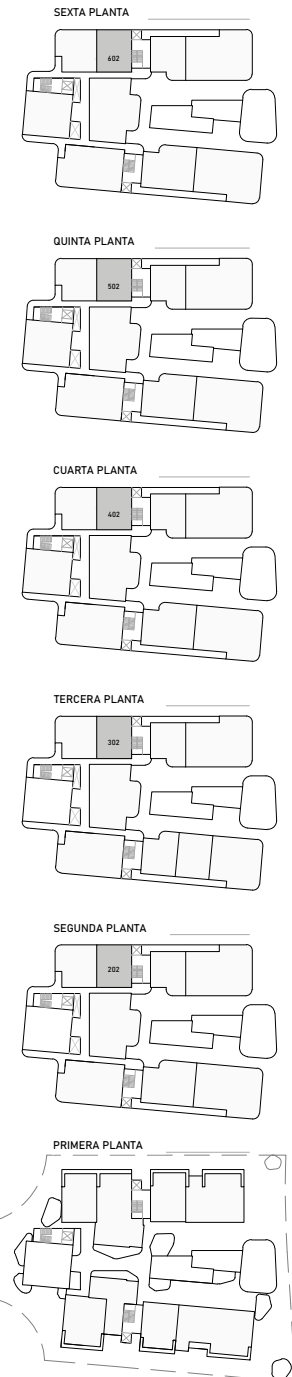 SEXTA PLANTA
602
QUINTA PLANTA
502
CUARTA PLANTA
402
TERCERA PLANTA
302
SEGUNDA PLANTA
202
PRIMERA PLANTA